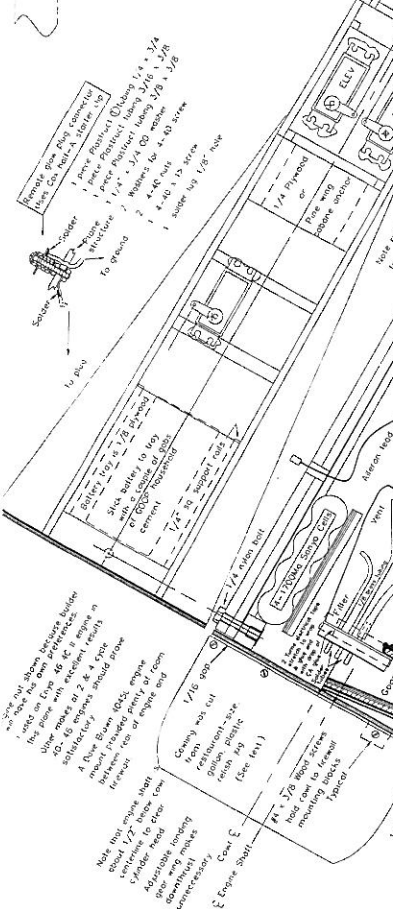 Remote glow plug connector
Uses Cox half-A starter clip
1 piece Plastruct tubing 1/4 x 3/4
1 piece Plastruct tubing 3/16 x 3/8
1 piece Plastruct tubing 3/8 x 3/8
1 1/4" x 3/4 OD washer
washers for 4-40 screw
2 4-40 nuts
4-40 x 1.5 screw
1 solder lug 1/8" hole
Solder
plane
structure
To ground
Solder
To plug
ELEV
1/4 Plywood
or
Pine wing
cabane anchor
Battery tray is 1/8 plywood
Stick battery to tray
with a couple of gobs
of GOOP household
cement
1/4" sq support rails
not shown because builder
will have his own preferences.
I used an Enya .46 4C II engine in
this plane with excellent results
Other makes of 2 & 4 cycle
.40-.46 engines should prove
satisfactory
A Dave Brown 4045L engine
mount provided plenty of room
between rear of engine and
firewall
Note that engine shaft is
about 1/2" below cowl
centerline to clear
cylinder head
Adjustable landing
gear wing makes
downthrust
unneccessary
Cowl
Engine Shaft
1/16 gap
1/4 nylon bolt
Cowling was cut
from
restaurant-size
gallon plastic
relish jug
(See text)
#4 x 3/8 Wood screws
hold cowl to firewall
mounting blocks
Typical
4-1700Ma Sanyo Cells
Filler
Vent
Aileron lead
Note